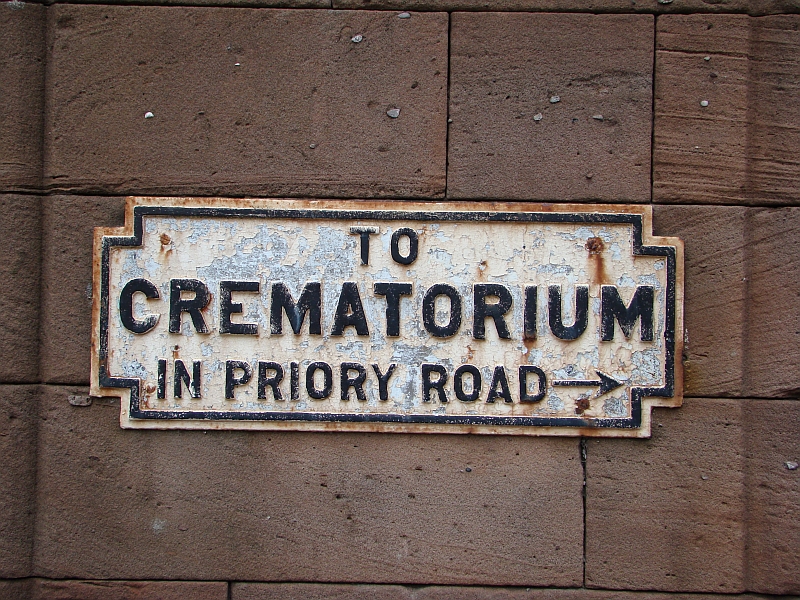 TO
CREMATORIUM
IN PRIORY ROAD →